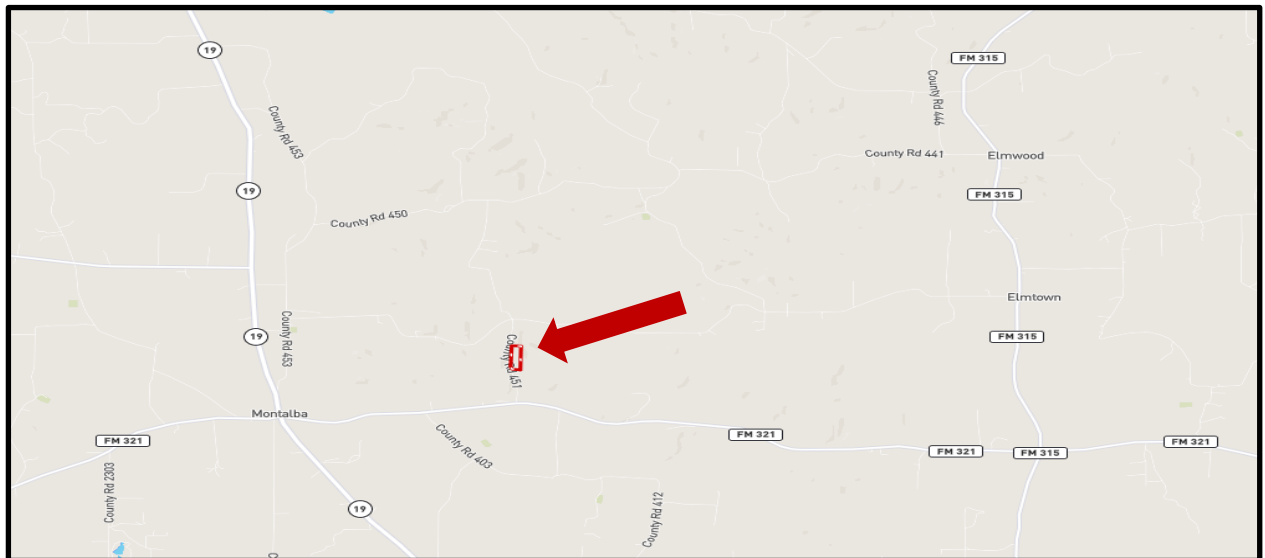 19
FM 315
County Rd 446
County Rd 453
County Rd 441
Elmwood
19
FM 315
County Rd 450
Elmtown
19
County Rd 453
County Rd 451
FM 315
Montalba
FM 321
County Rd 403
FM 321
FM 321
FM 315
FM 321
County Rd 2303
County Rd 412
19